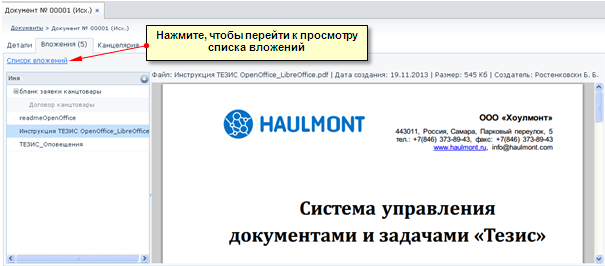 Документ № 00001 (Исх.) ×
Документы > Документ № 00001 (Исх.)
Детали Вложения (5) Канцелярия
Нажмите, чтобы перейти к просмотру
списка вложений
Список вложений
Имя
бланк заявки канцтовары
Договор канцтовары
readmeOpenOffice
Инструкция ТЕЗИС OpenOffice_LibreOffice
ТЕЗИС_Оповещения
Файл: Инструкция ТЕЗИС OpenOffice_LibreOffice.pdf | Дата создания: 19.11.2013 | Размер: 545 Кб | Создатель: Ростенковски Б. Б.
HAULMONT
ООО «Хоулмонт»
443011, Россия, Самара, Парковый переулок, 5
тел.: +7(846) 373-89-43, факс: +7(846) 373-89-43
www.haulmont.ru, info@haulmont.com
Система управления
документами и задачами «Тезис»